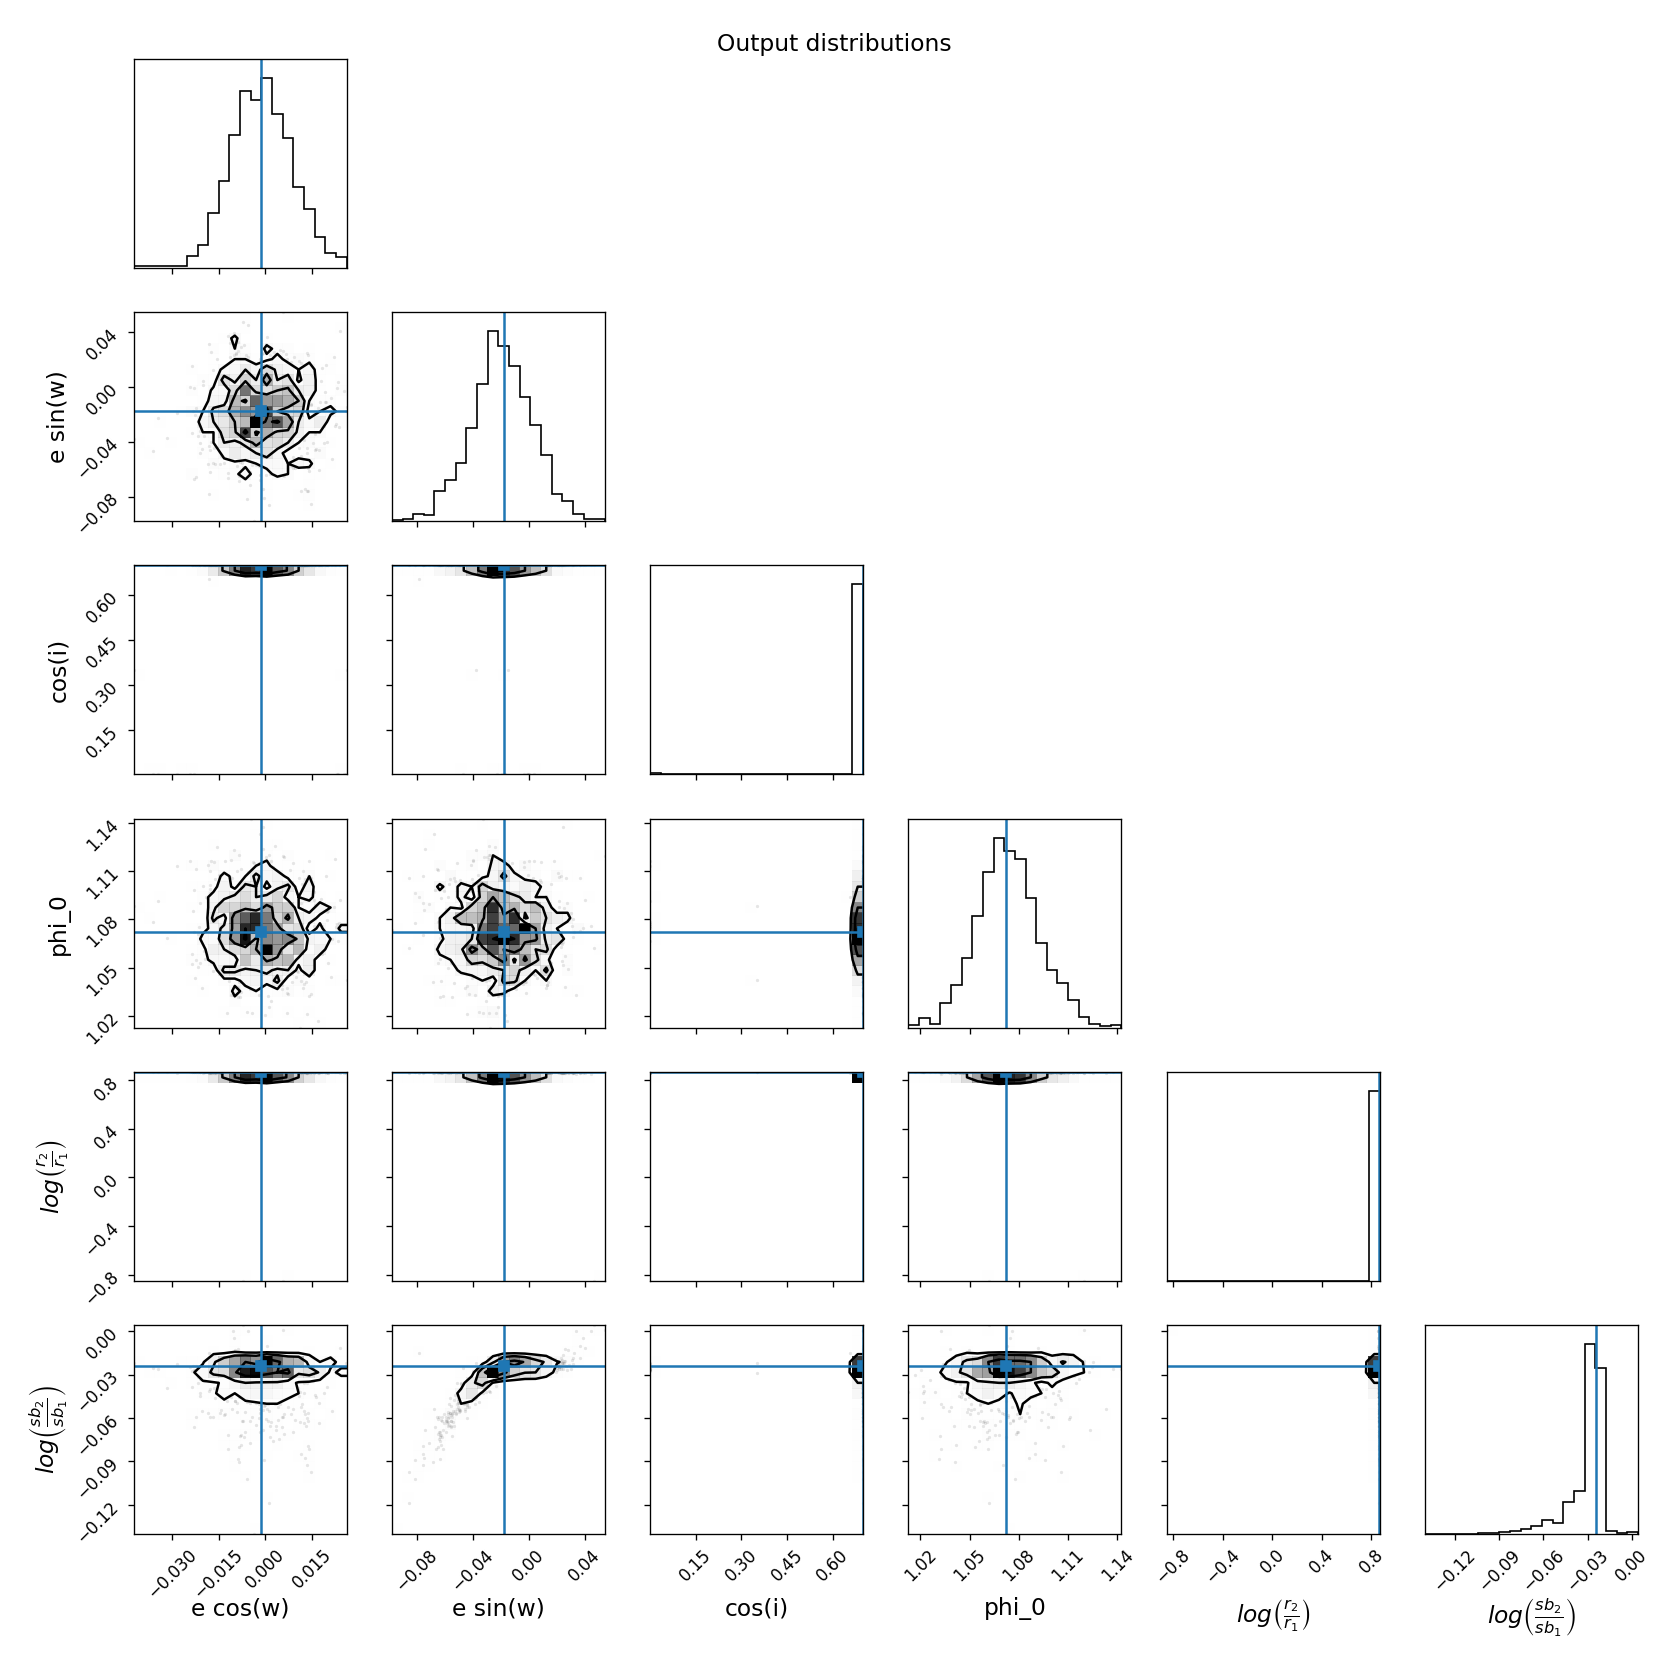 Output distributions
e sin(w)
0.04
0.00
−0.04
−0.08
cos(i)
0.60
0.45
0.30
0.15
phi_0
1.14
1.11
1.08
1.05
1.02
log(r₂/r₁)
0.8
0.4
0.0
−0.4
−0.8
log(sb₂/sb₁)
0.00
−0.03
−0.06
−0.09
−0.12
−0.030 −0.015 0.000 0.015
−0.08 −0.04 0.00 0.04
0.15 0.30 0.45 0.60
1.02 1.05 1.08 1.11 1.14
−0.8 −0.4 0.0 0.4 0.8
−0.12 −0.09 −0.06 −0.03 0.00
e cos(w) e sin(w) cos(i) phi_0 log(r₂/r₁) log(sb₂/sb₁)